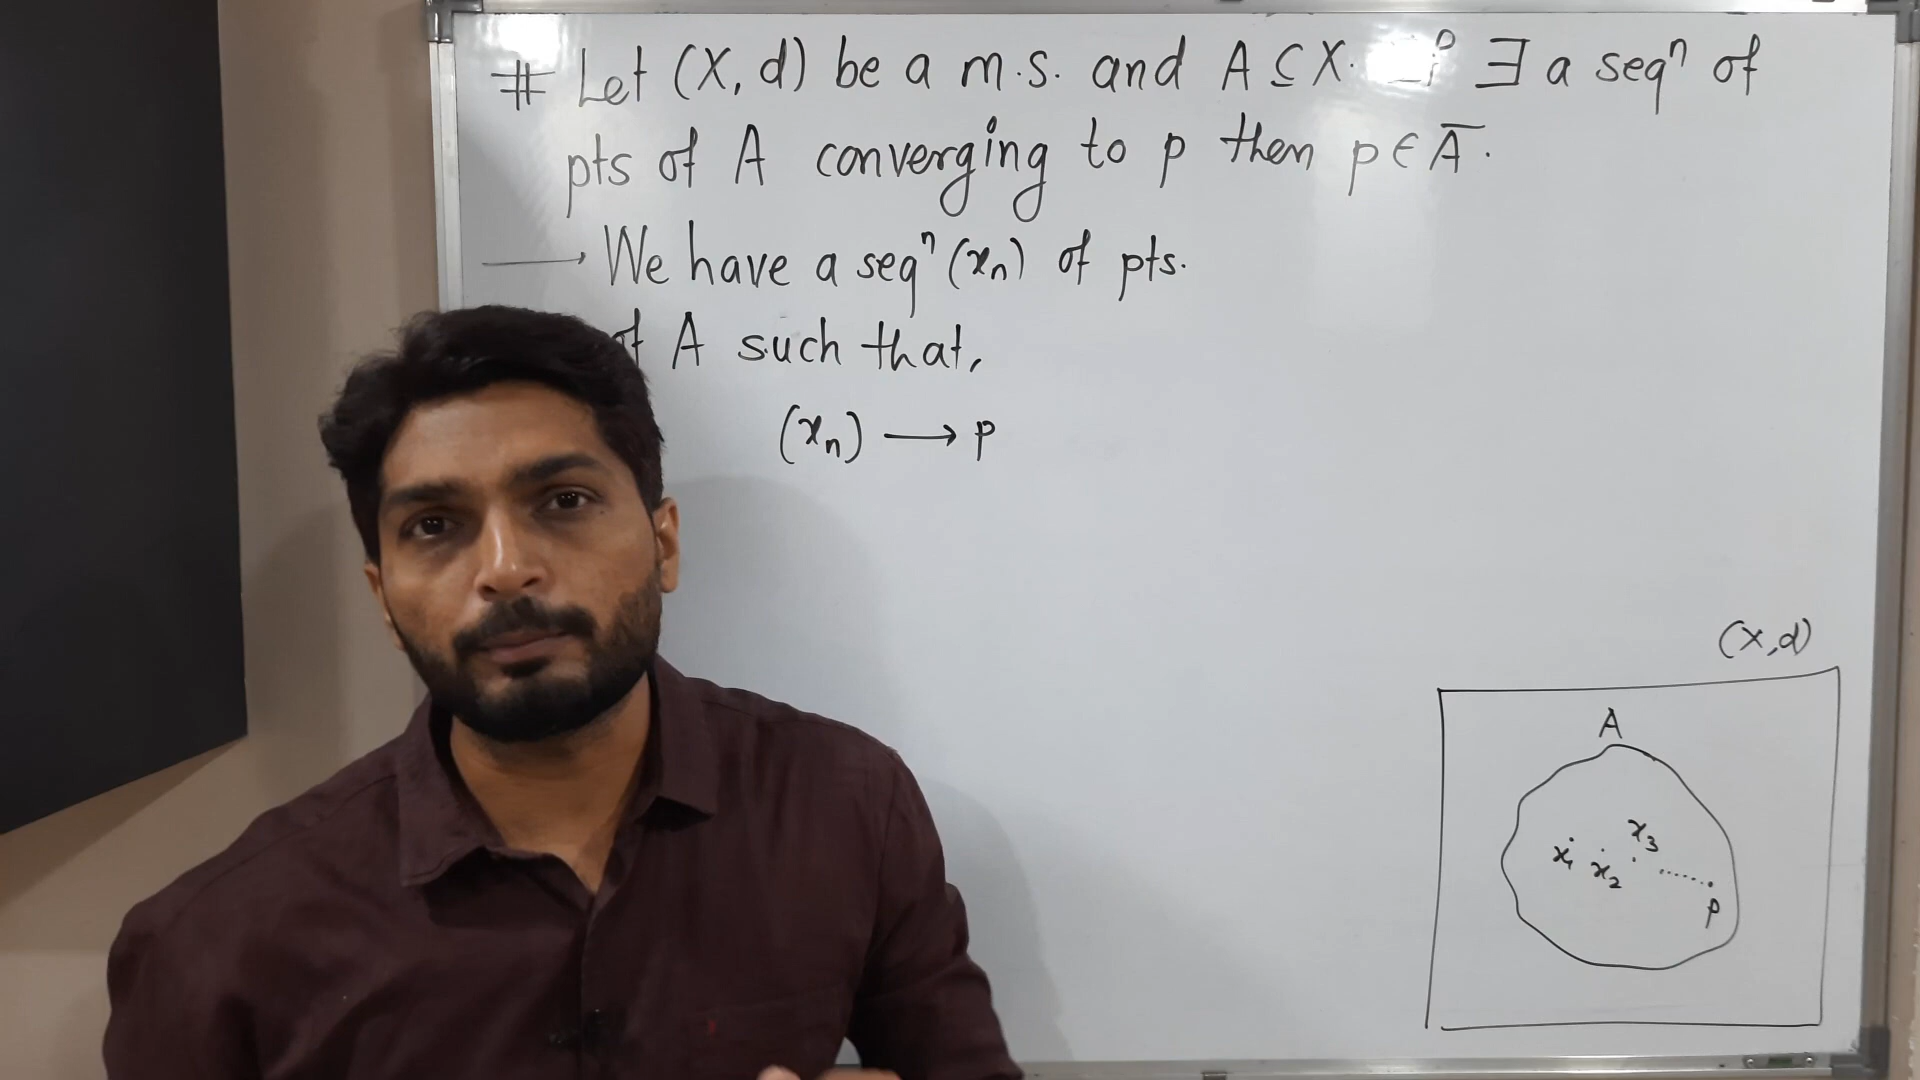 # Let (X, d) be a m.s. and A ⊆ X. ∃ a seqⁿ of
pts of A converging to p then p ∈ A̅.
→ We have a seqⁿ (xₙ) of pts.
of A such that,
(xₙ) → p
(X, d)
A
x₁ x₂ x₃ ...... p